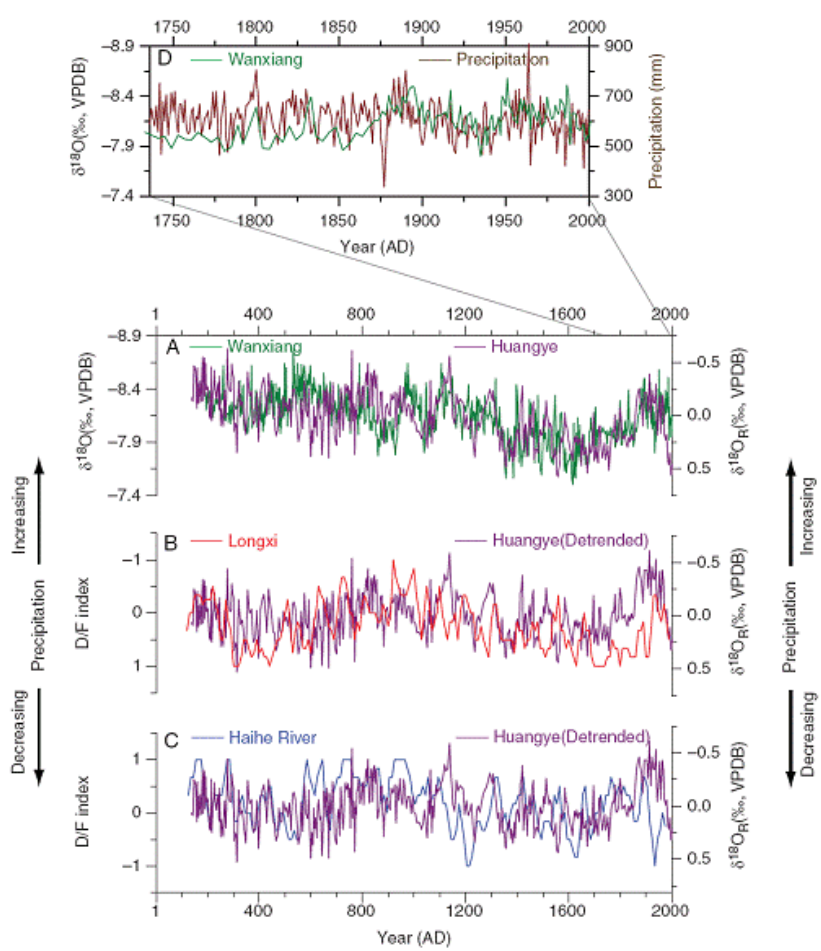 1750 1800 1850 1900 1950 2000
D Wanxiang Precipitation
−8.9 −8.4 −7.9 −7.4
δ18O(‰, VPDB)
900 700 500 300
Precipitation (mm)
1750 1800 1850 1900 1950 2000
Year (AD)
1 400 800 1200 1600 2000
A Wanxiang Huangye
−8.9 −8.4 −7.9 −7.4
δ18O(‰, VPDB)
−0.5 0.0 0.5
δ18OR(‰, VPDB)
B Longxi Huangye(Detrended)
−1 0 1
D/F index
−0.5 0.0 0.5
δ18OR(‰, VPDB)
C Haihe River Huangye(Detrended)
1 0 −1
D/F index
−0.5 0.0 0.5
δ18OR(‰, VPDB)
1 400 800 1200 1600 2000
Year (AD)
Decreasing Precipitation Increasing
Decreasing Precipitation Increasing